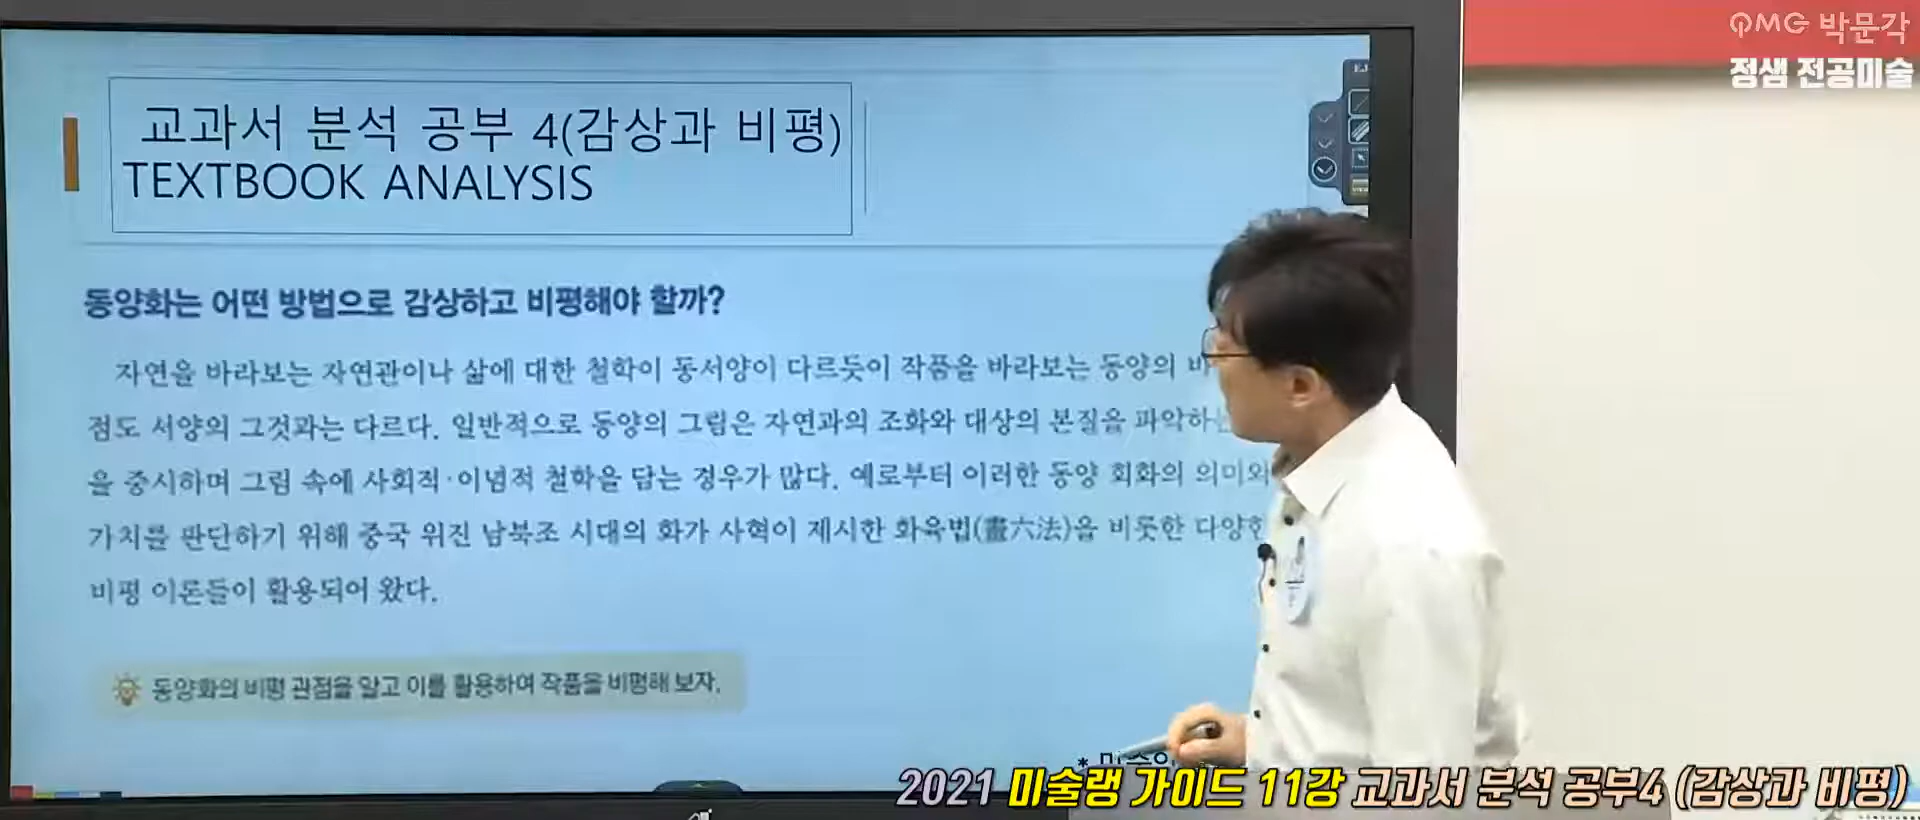 PMG 박문각
정샘 전공미술
교과서 분석 공부 4(감상과 비평)
TEXTBOOK ANALYSIS
동양화는 어떤 방법으로 감상하고 비평해야 할까?
자연을 바라보는 자연관이나 삶에 대한 철학이 동서양이 다르듯이 작품을 바라보는 동양의
점도 서양의 그것과는 다르다. 일반적으로 동양의 그림은 자연과의 조화와 대상의 본질을 파악하는
을 중시하며 그림 속에 사회적·이념적 철학을 담는 경우가 많다. 예로부터 이러한 동양 회화의 의미와
가치를 판단하기 위해 중국 위진 남북조 시대의 화가 사혁이 제시한 화육법(畫六法)을 비롯한 다양한
비평 이론들이 활용되어 왔다.
동양화의 비평 관점을 알고 이를 활용하여 작품을 비평해 보자.
2021 미술랭 가이드 11강 교과서 분석 공부4 (감상과 비평)